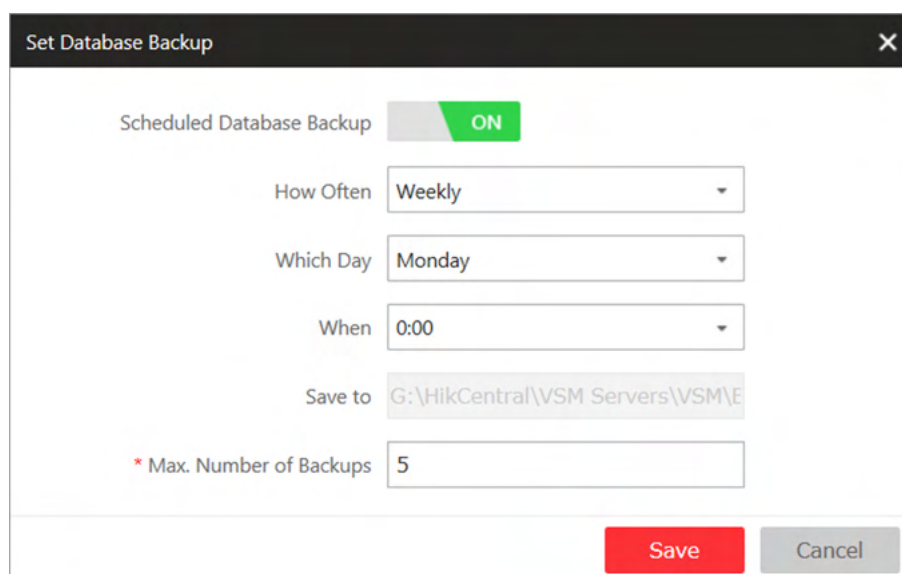 Set Database Backup
Scheduled Database Backup ON
How Often Weekly
Which Day Monday
When 0:00
Save to G:\HikCentral\VSM Servers\VSM\
* Max. Number of Backups 5
Save Cancel